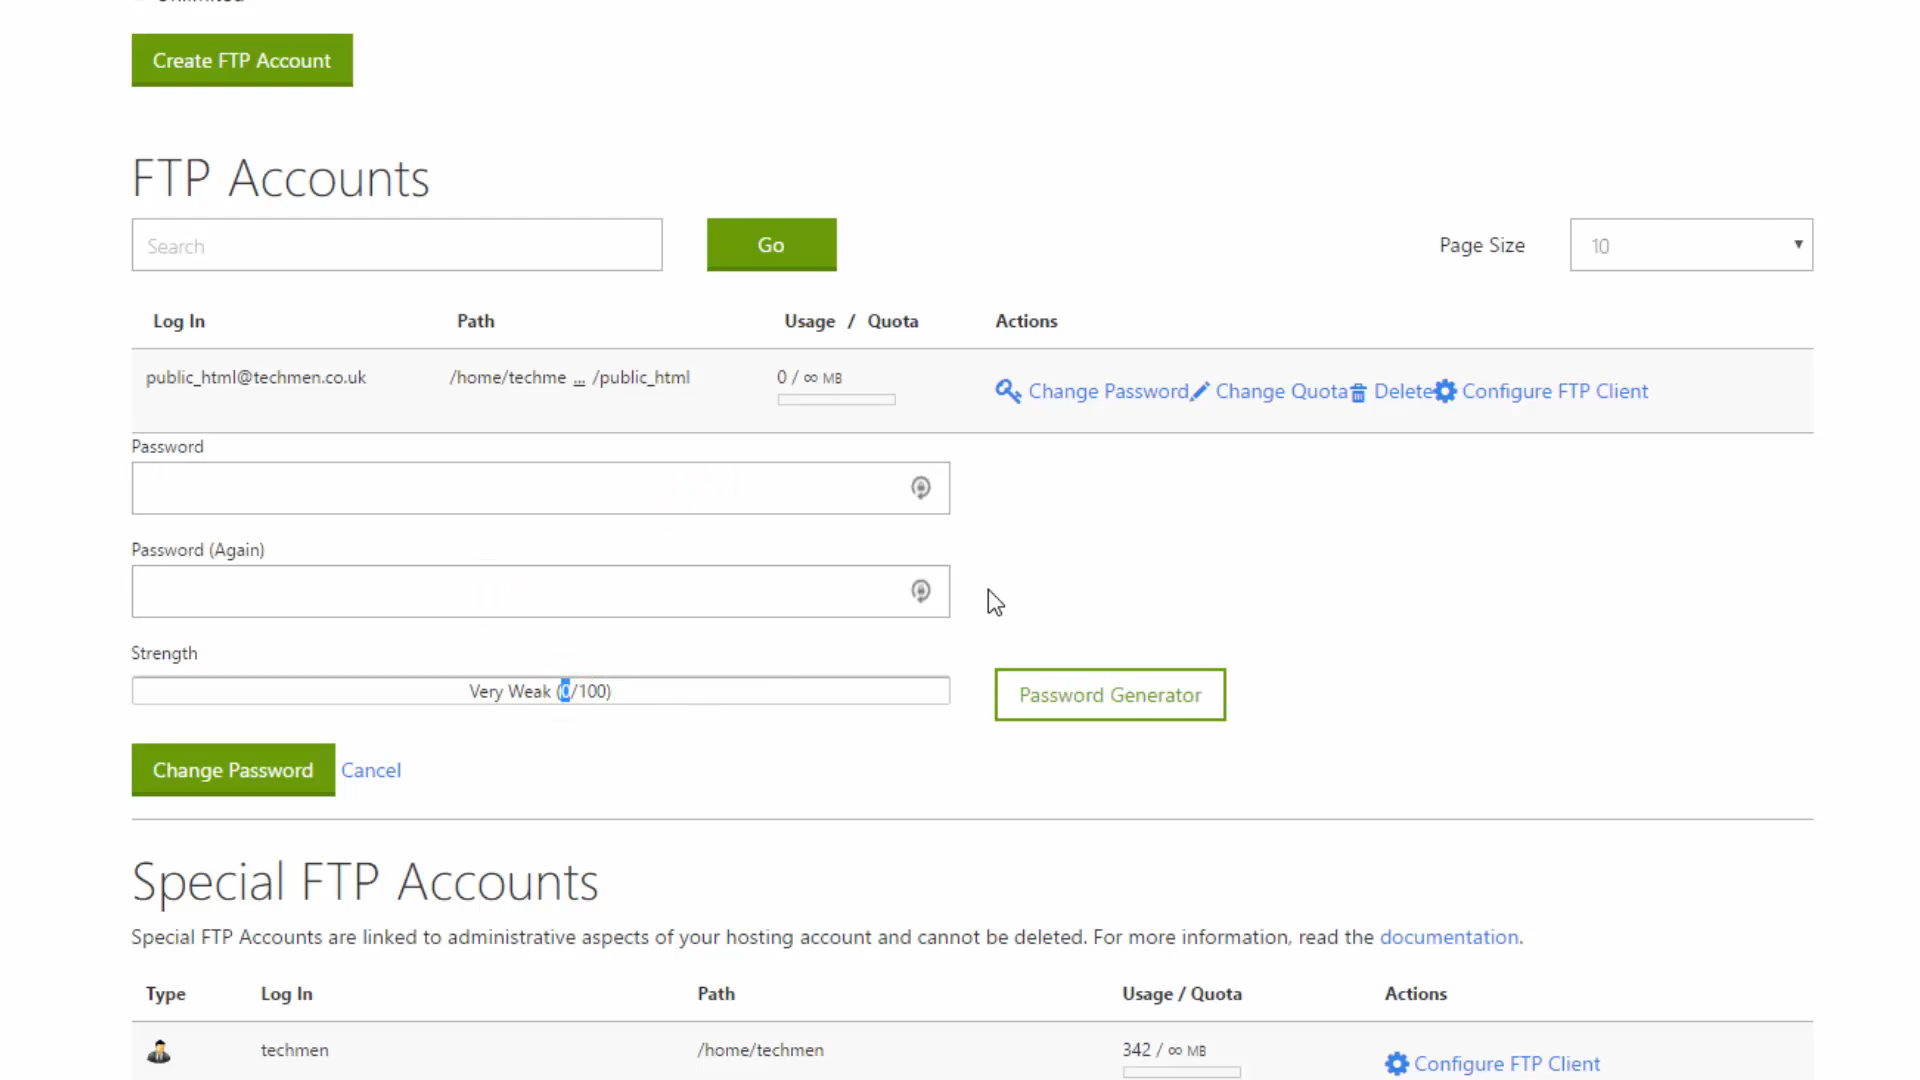 Create FTP Account
FTP Accounts
Search
Go
Page Size
10
Log In Path Usage / Quota Actions
public_html@techmen.co.uk /home/techme ... /public_html 0 / ∞ MB Change Password Change Quota Delete Configure FTP Client
Password
Password (Again)
Strength
Very Weak (0/100)
Password Generator
Change Password Cancel
Special FTP Accounts
Special FTP Accounts are linked to administrative aspects of your hosting account and cannot be deleted. For more information, read the documentation.
Type Log In Path Usage / Quota Actions
techmen /home/techmen 342 / ∞ MB Configure FTP Client